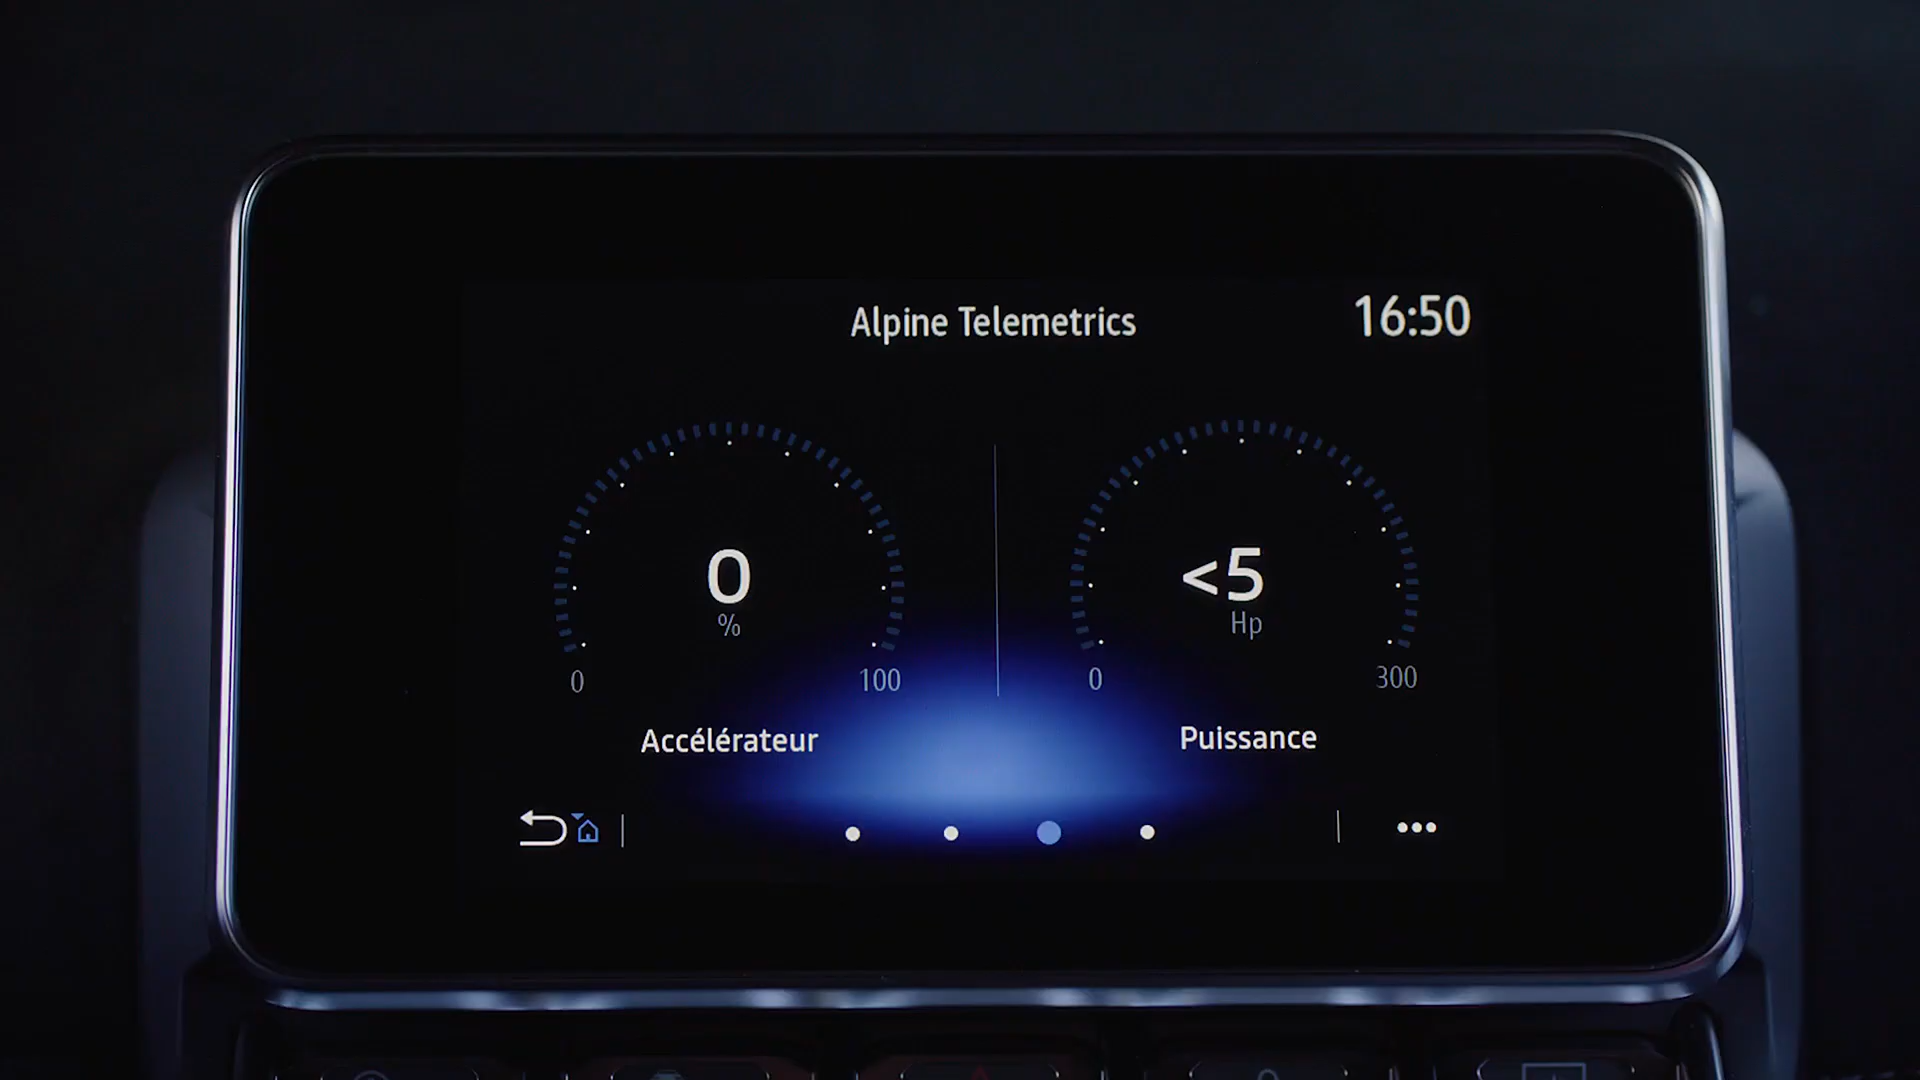 Alpine Telemetrics
16:50
0
%
0
100
Accélérateur
<5
Hp
0
300
Puissance